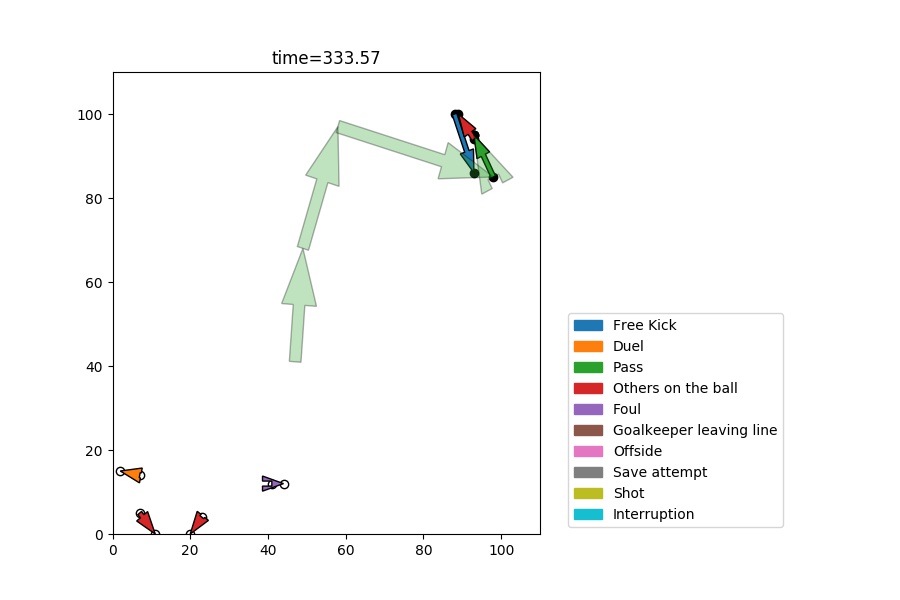 time=333.57
100
80
60
40
20
0
0 20 40 60 80 100
Free Kick
Duel
Pass
Others on the ball
Foul
Goalkeeper leaving line
Offside
Save attempt
Shot
Interruption